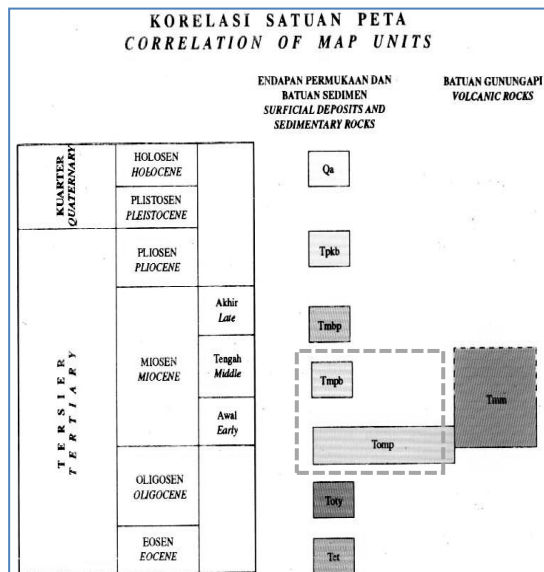 KORELASI SATUAN PETA
CORRELATION OF MAP UNITS
ENDAPAN PERMUKAAN DAN
BATUAN SEDIMEN
SURFICIAL DEPOSITS AND
SEDIMENTARY ROCKS
BATUAN GUNUNGAPI
VOLCANIC ROCKS
KUARTER
QUATERNARY
HOLOSEN
HOLOCENE
Qa
PLISTOSEN
PLEISTOCENE
TERSIER
TERTIARY
PLIOSEN
PLIOCENE
Tpkb
MIOSEN
MIOCENE
Akhir
Late
Tmbp
Tengah
Middle
Tmpb
Tmm
Awal
Early
Tomp
OLIGOSEN
OLIGOCENE
Toty
EOSEN
EOCENE
Tet